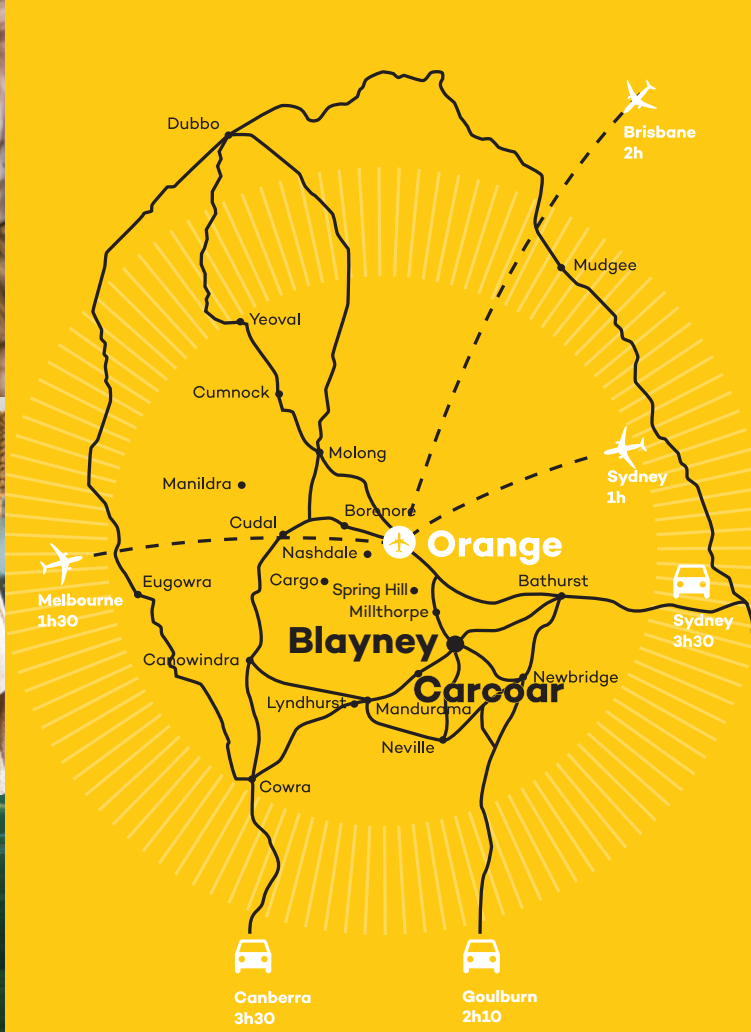 Dubbo
Brisbane
2h
Mudgee
Yeoval
Cumnock
Molong
Manildra
Sydney
1h
Borenore
Cudal
Orange
Nashdale
Melbourne
1h30
Eugowra
Cargo
Spring Hill
Bathurst
Millthorpe
Sydney
3h30
Blayney
Canowindra
Newbridge
Carcoar
Lyndhurst
Mandurama
Neville
Cowra
Canberra
3h30
Goulburn
2h10